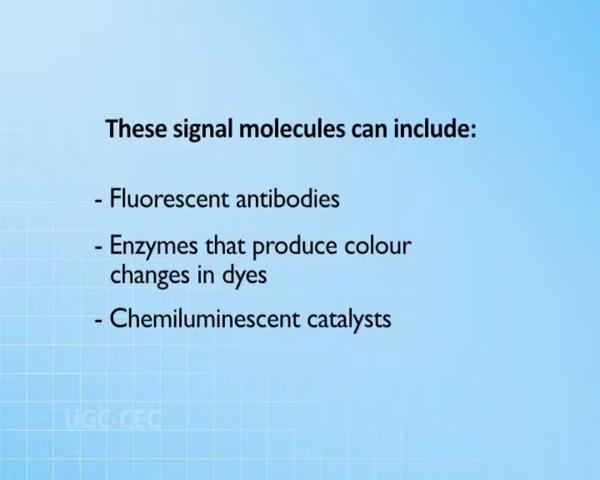 These signal molecules can include:
- Fluorescent antibodies
- Enzymes that produce colour
changes in dyes
- Chemiluminescent catalysts
UGC-CEC